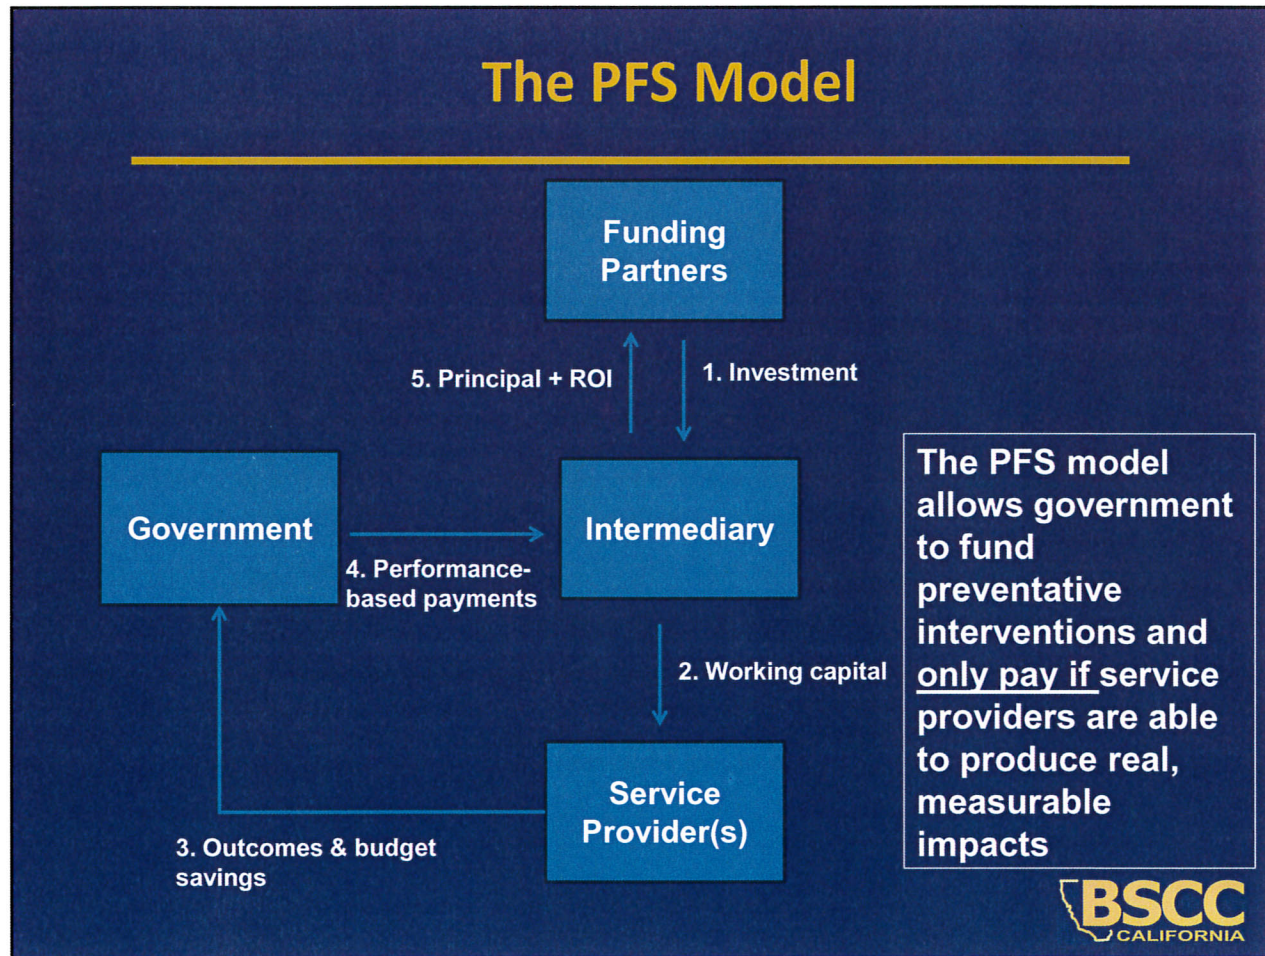 The PFS Model
Funding
Partners
5. Principal + ROI
1. Investment
Government
Intermediary
4. Performance-
based payments
2. Working capital
Service
Provider(s)
3. Outcomes & budget
savings
The PFS model
allows government
to fund
preventative
interventions and
only pay if service
providers are able
to produce real,
measurable
impacts
BSCC
CALIFORNIA